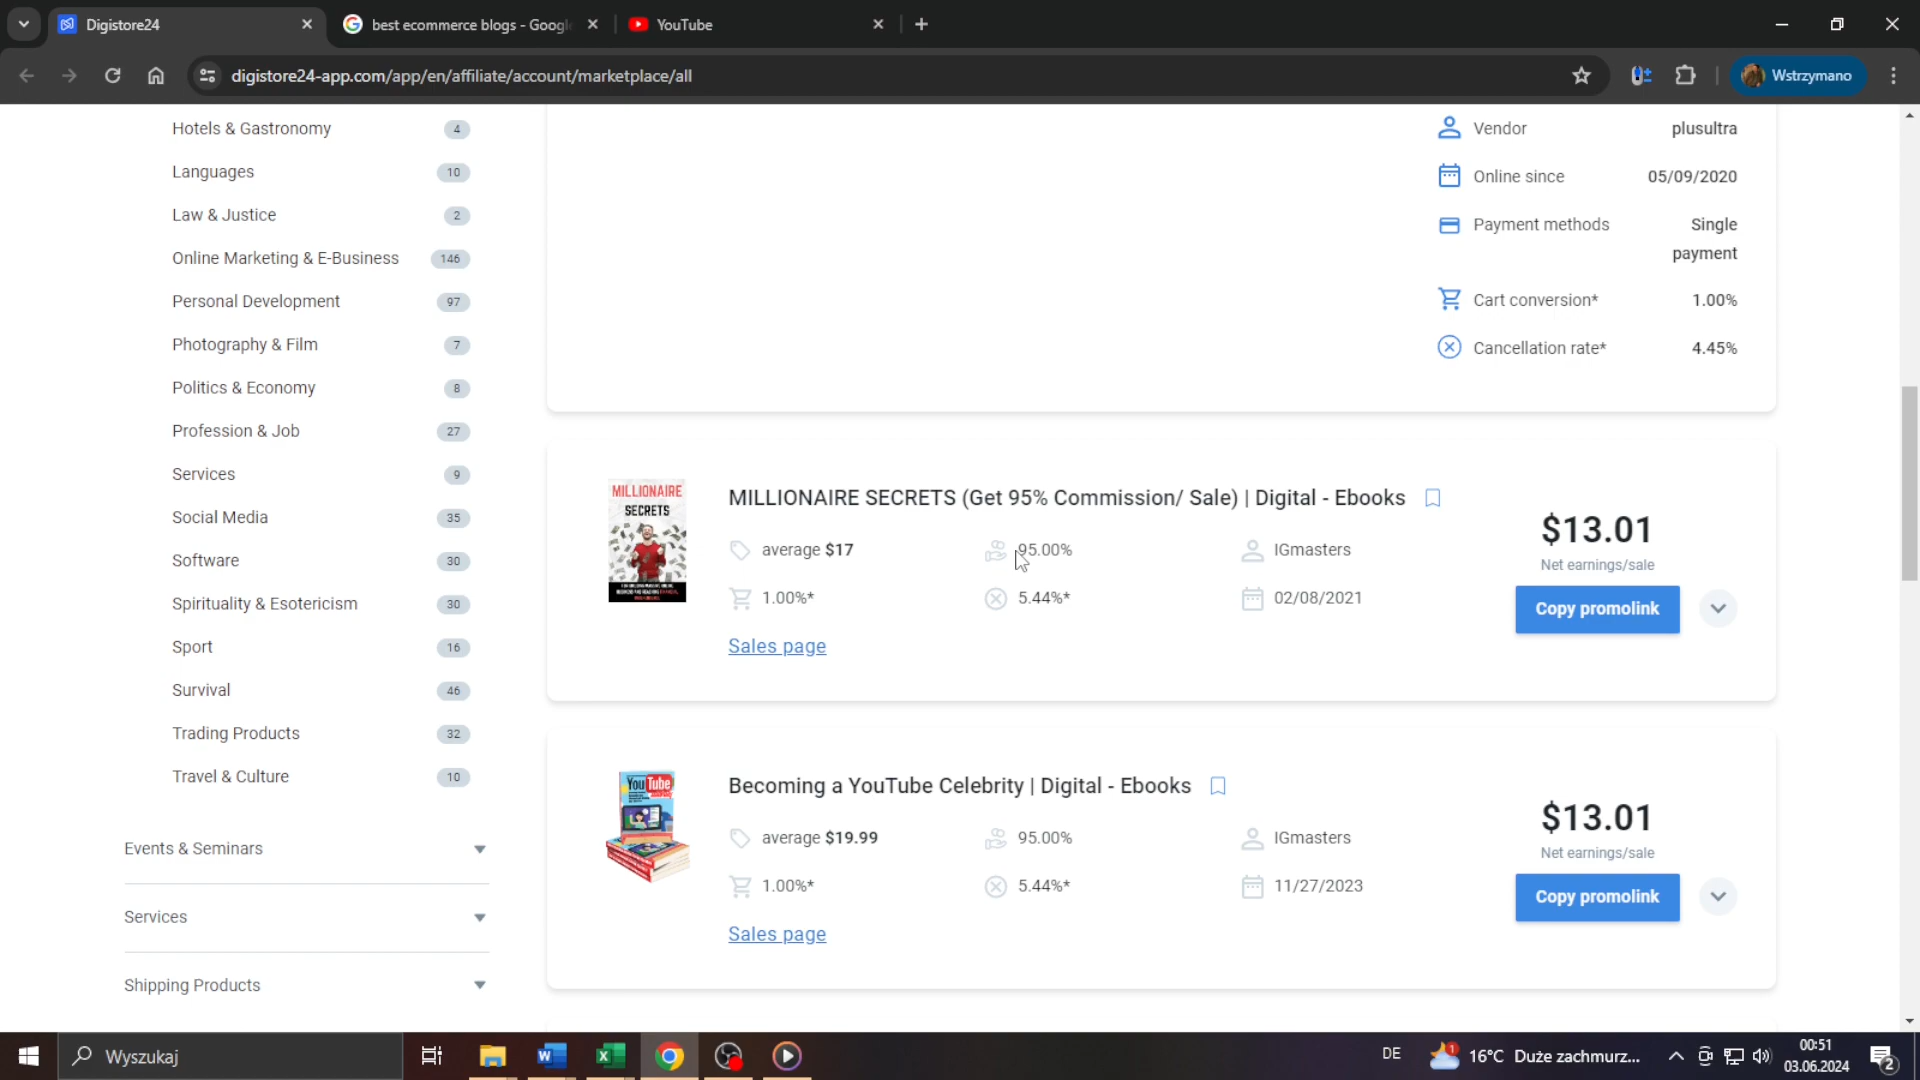 Digistore24
best ecommerce blogs - Googl
YouTube
digistore24-app.com/app/en/affiliate/account/marketplace/all
Wstrzymano
Hotels & Gastronomy 4
Languages 10
Law & Justice 2
Online Marketing & E-Business 146
Personal Development 97
Photography & Film 7
Politics & Economy 8
Profession & Job 27
Services 9
Social Media 35
Software 30
Spirituality & Esotericism 30
Sport 16
Survival 46
Trading Products 32
Travel & Culture 10
Events & Seminars
Services
Shipping Products
Vendor plusultra
Online since 05/09/2020
Payment methods Single
payment
Cart conversion* 1.00%
Cancellation rate* 4.45%
MILLIONAIRE
SECRETS
MILLIONAIRE SECRETS (Get 95% Commission/ Sale) | Digital - Ebooks
average $17 95.00% IGmasters
1.00%* 5.44%* 02/08/2021
Sales page
$13.01
Net earnings/sale
Copy promolink
YouTube
Becoming a YouTube Celebrity | Digital - Ebooks
average $19.99 95.00% IGmasters
1.00%* 5.44%* 11/27/2023
Sales page
$13.01
Net earnings/sale
Copy promolink
Wyszukaj
DE
1
16°C Duże zachmurz...
00:51
03.06.2024
2